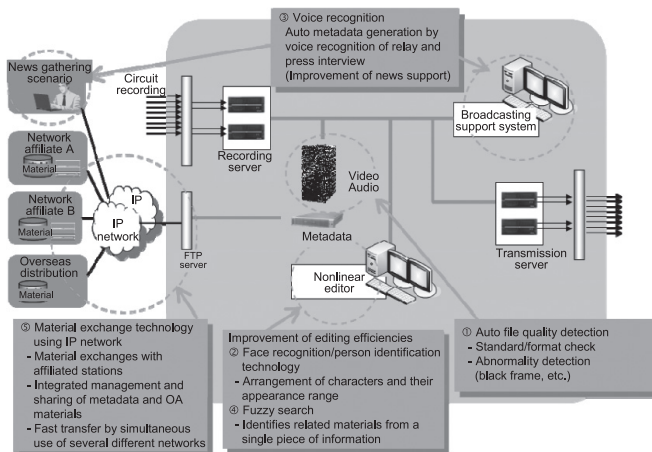 ③ Voice recognition
Auto metadata generation by
voice recognition of relay and
press interview
(Improvement of news support)
News gathering
scenario
Circuit
recording
Recording
server
Broadcasting
support system
Network
affiliate A
Material
Network
affiliate B
Material
Overseas
distribution
Material
IP
IP
network
FTP
server
Video
Audio
Metadata
Nonlinear
editor
Transmission
server
⑤ Material exchange technology
using IP network
- Material exchanges with
affiliated stations
- Integrated management and
sharing of metadata and OA
materials
- Fast transfer by simultaneous
use of several different networks
Improvement of editing efficiencies
② Face recognition/person identification
technology
- Arrangement of characters and their
appearance range
④ Fuzzy search
- Identifies related materials from a
single piece of information
① Auto file quality detection
- Standard/format check
- Abnormality detection
(black frame, etc.)